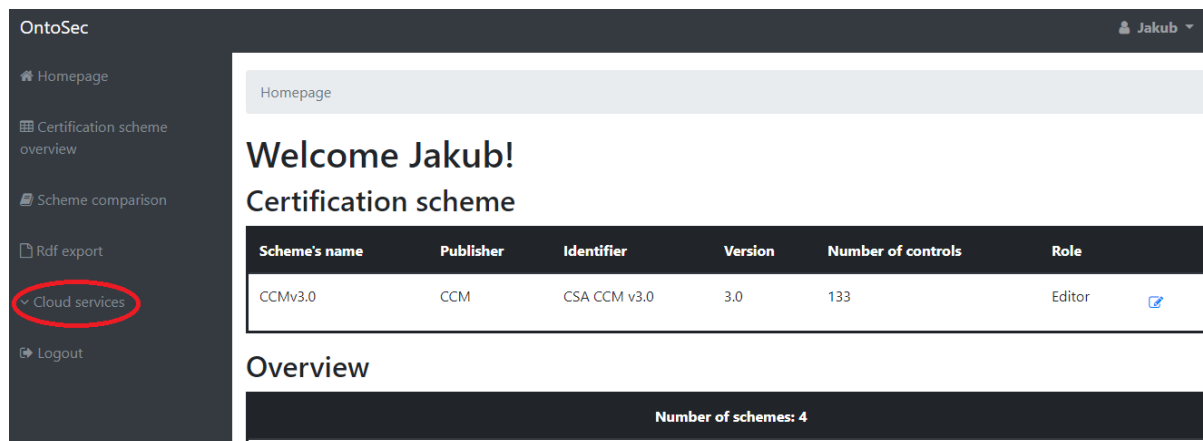 OntoSec
Jakub
Homepage
Certification scheme
overview
Scheme comparison
Rdf export
Cloud services
Logout
Homepage
Welcome Jakub!
Certification scheme
Scheme's name Publisher Identifier Version Number of controls Role
CCMv3.0 CCM CSA CCM v3.0 3.0 133 Editor
Overview
Number of schemes: 4